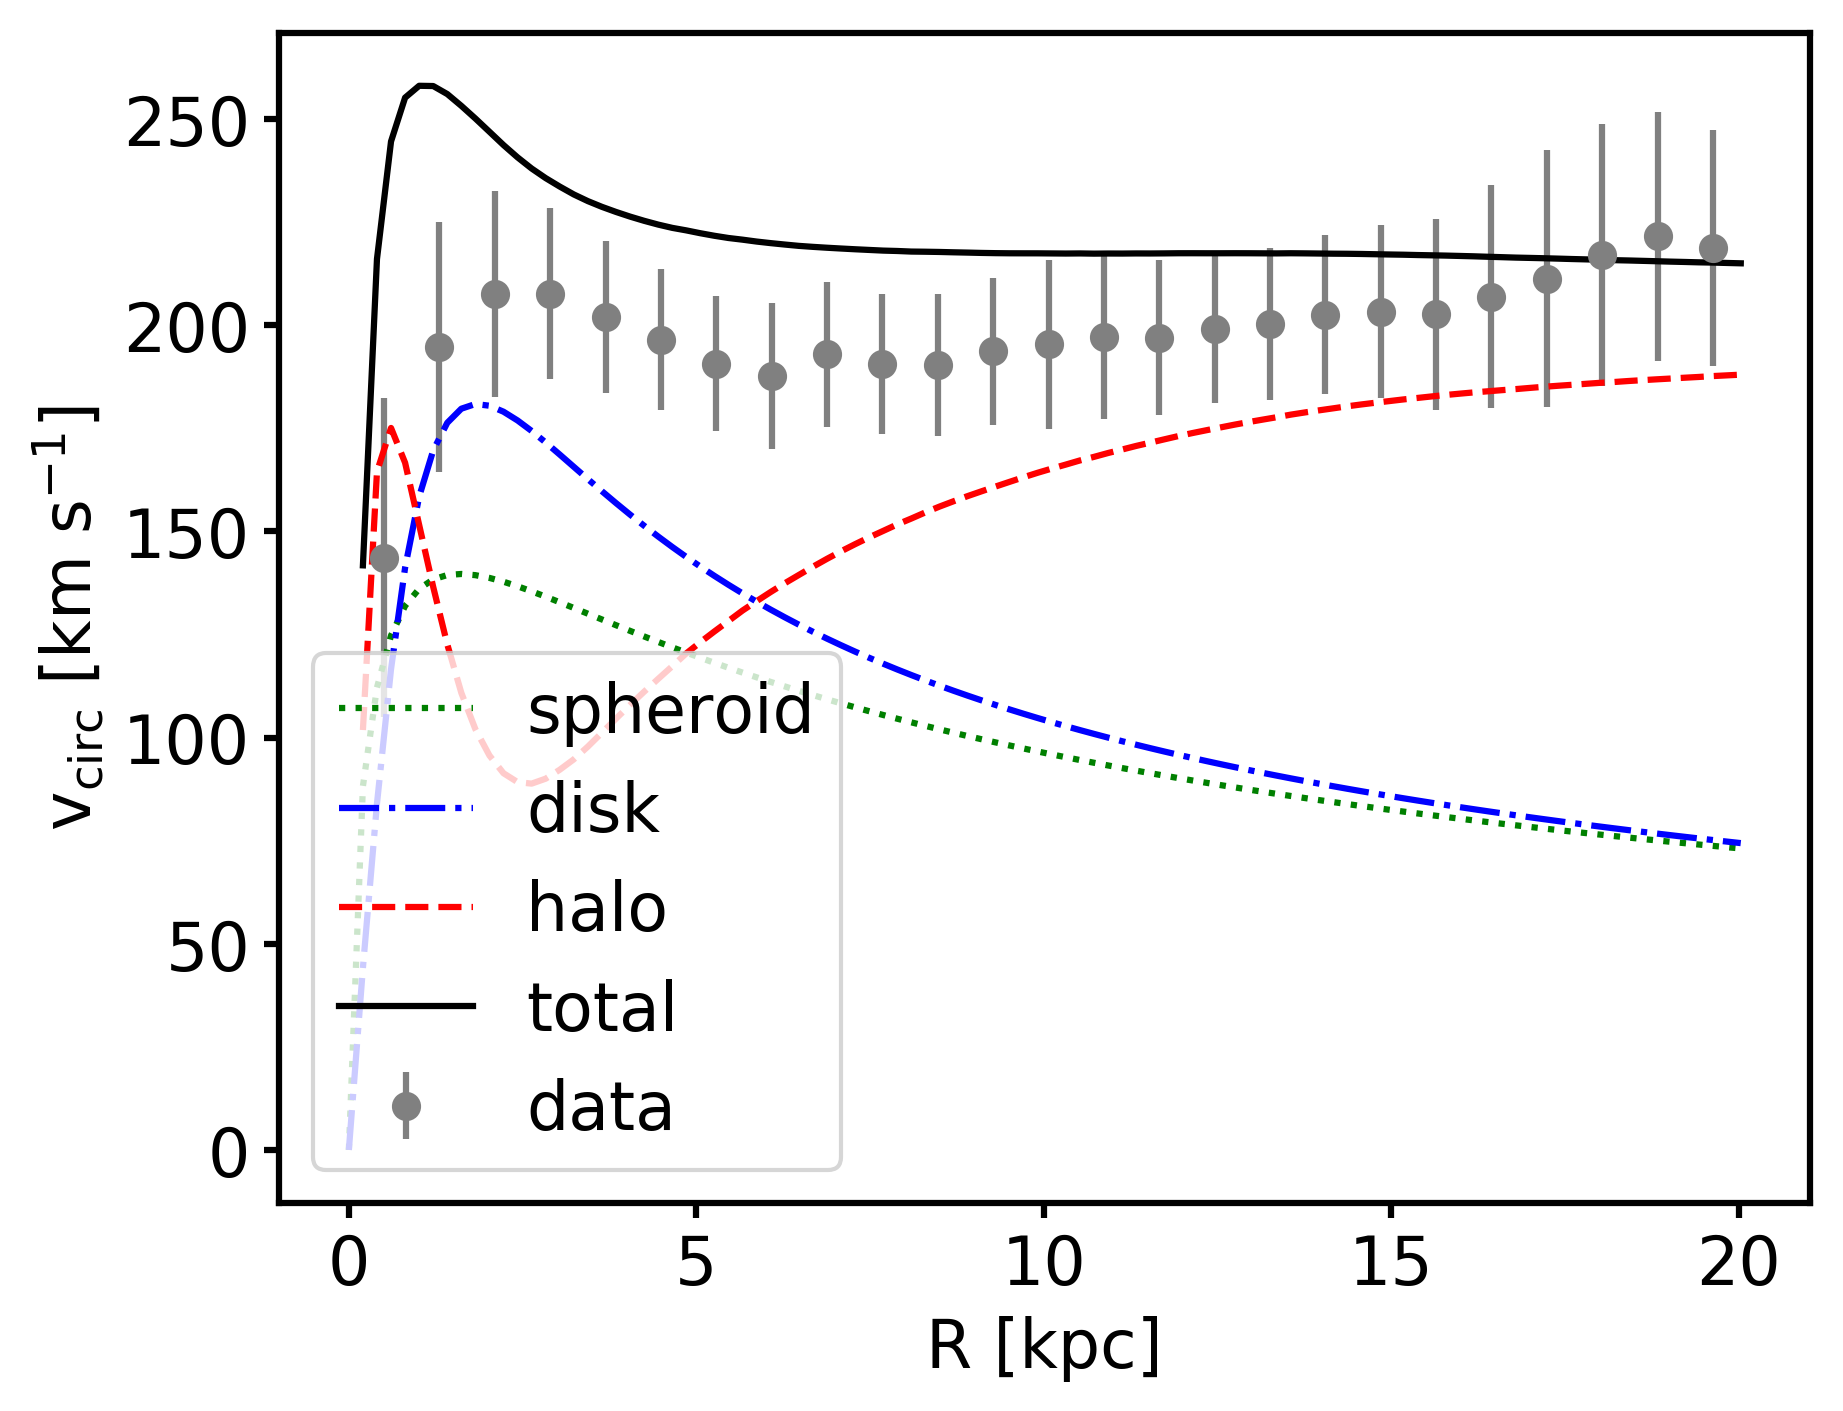 250
200
150
100
50
0
v_circ [km s⁻¹]
spheroid
disk
halo
total
data
0 5 10 15 20
R [kpc]